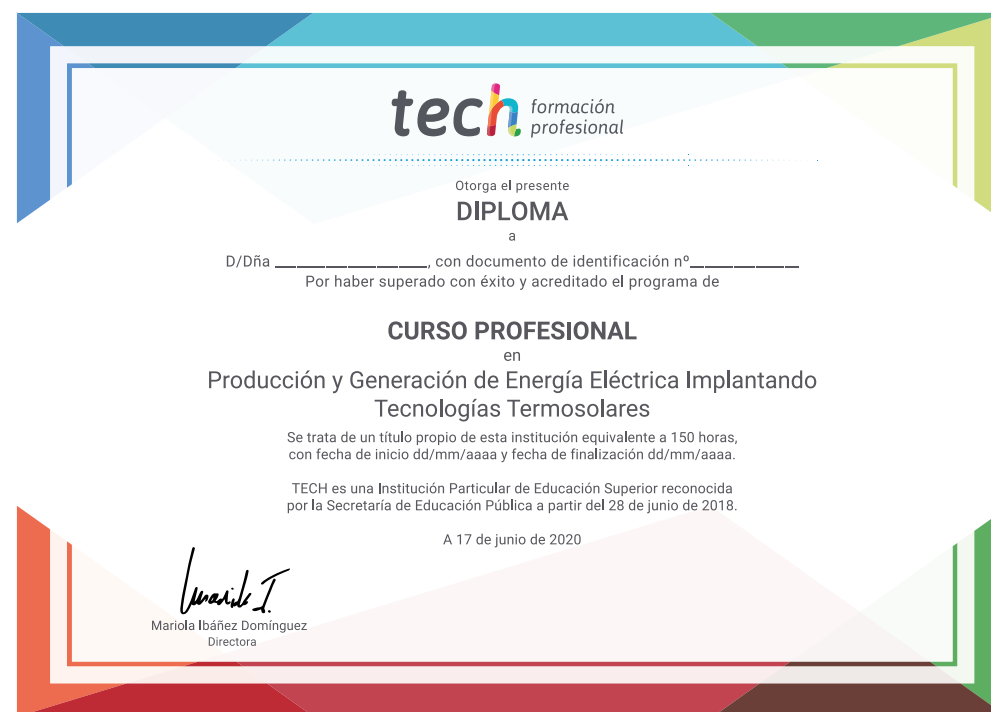 tech formación
profesional
Otorga el presente
DIPLOMA
a
D/Dña ______________, con documento de identificación nº__________
Por haber superado con éxito y acreditado el programa de
CURSO PROFESIONAL
en
Producción y Generación de Energía Eléctrica Implantando
Tecnologías Termosolares
Se trata de un título propio de esta institución equivalente a 150 horas,
con fecha de inicio dd/mm/aaaa y fecha de finalización dd/mm/aaaa.
TECH es una Institución Particular de Educación Superior reconocida
por la Secretaría de Educación Pública a partir del 28 de junio de 2018.
A 17 de junio de 2020
Mariola Ibáñez Domínguez
Directora